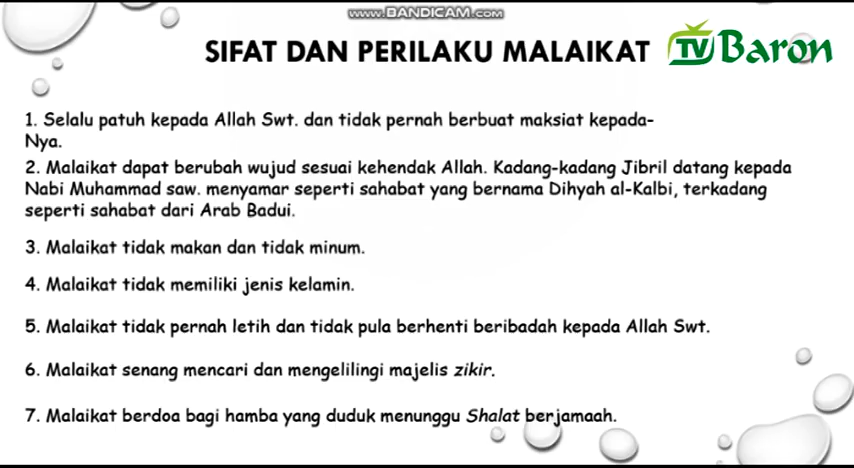 www.BANDICAM.com
SIFAT DAN PERILAKU MALAIKAT
TV Baron
1. Selalu patuh kepada Allah Swt. dan tidak pernah berbuat maksiat kepada-
Nya.
2. Malaikat dapat berubah wujud sesuai kehendak Allah. Kadang-kadang Jibril datang kepada
Nabi Muhammad saw. menyamar seperti sahabat yang bernama Dihyah al-Kalbi, terkadang
seperti sahabat dari Arab Badui.
3. Malaikat tidak makan dan tidak minum.
4. Malaikat tidak memiliki jenis kelamin.
5. Malaikat tidak pernah letih dan tidak pula berhenti beribadah kepada Allah Swt.
6. Malaikat senang mencari dan mengelilingi majelis zikir.
7. Malaikat berdoa bagi hamba yang duduk menunggu Shalat berjamaah.